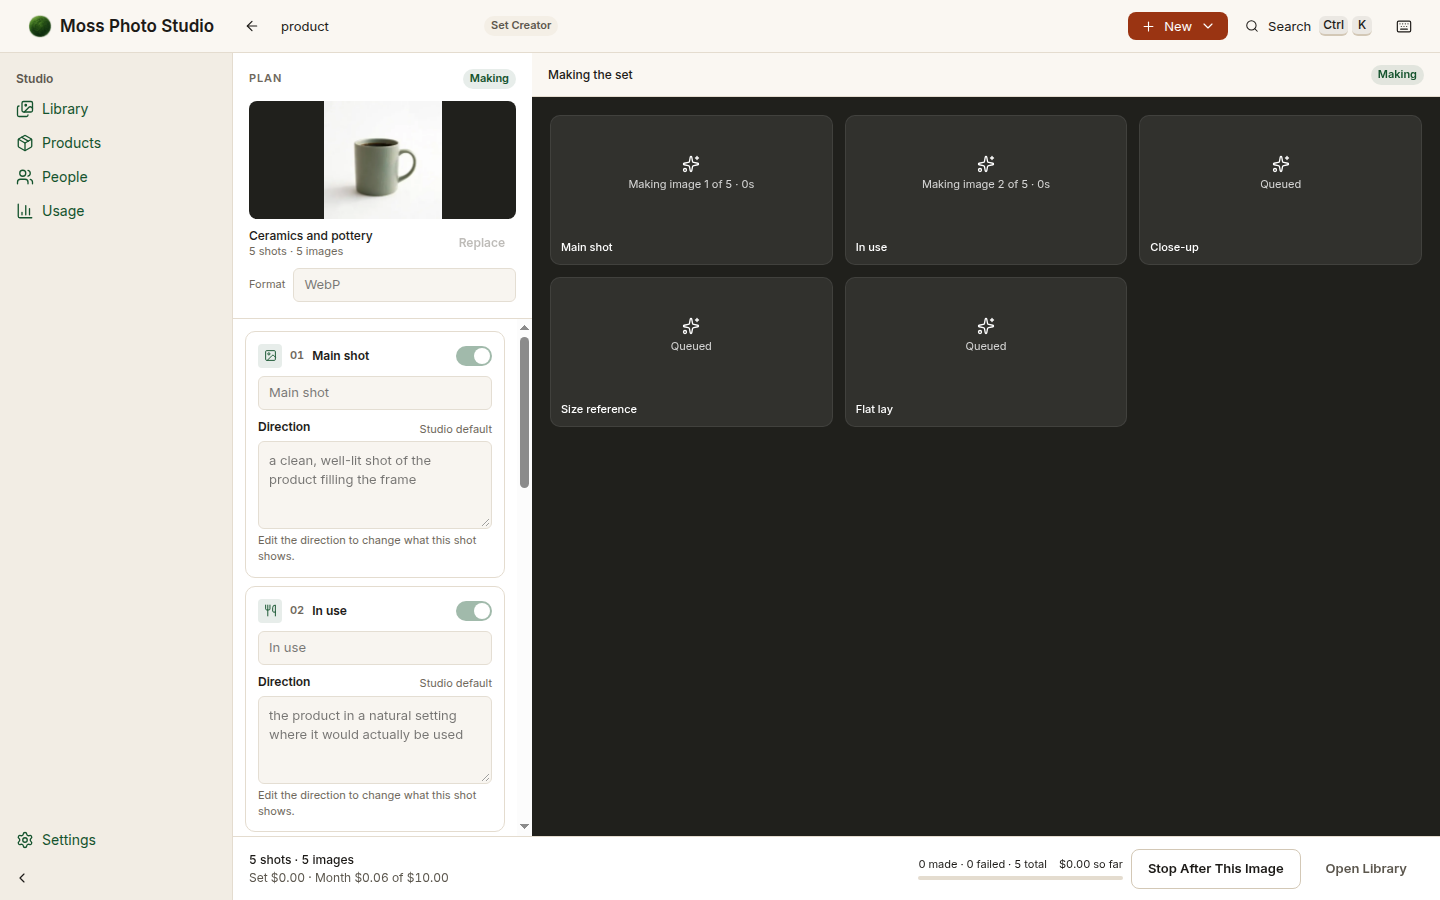 Moss Photo Studio
product
Set Creator
New
Search Ctrl K
Studio
Library
Products
People
Usage
Settings
PLAN
Making
Ceramics and pottery
5 shots · 5 images
Replace
Format
WebP
01 Main shot
Main shot
Direction
Studio default
a clean, well-lit shot of the
product filling the frame
Edit the direction to change what this shot
shows.
02 In use
In use
Direction
Studio default
the product in a natural setting
where it would actually be used
Edit the direction to change what this shot
shows.
Making the set
Making
Making image 1 of 5 · 0s
Main shot
Making image 2 of 5 · 0s
In use
Queued
Close-up
Queued
Size reference
Queued
Flat lay
5 shots · 5 images
Set $0.00 · Month $0.06 of $10.00
0 made · 0 failed · 5 total
$0.00 so far
Stop After This Image
Open Library